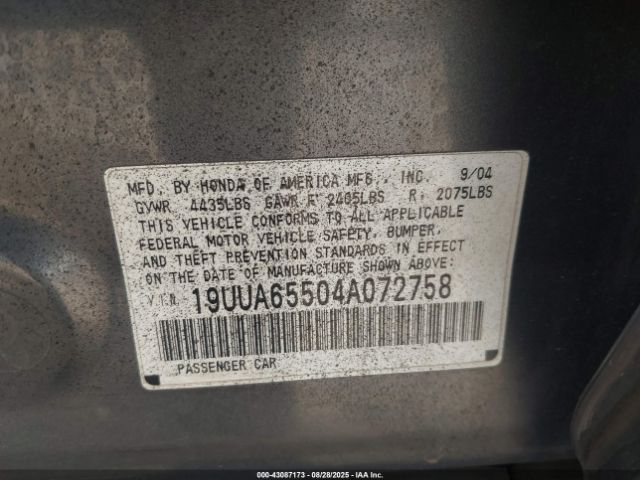 MFD. BY HONDA OF AMERICA MFG., INC. 9/04
GVWR 4435LBS GAWR F 2405LBS R. 2075LBS
THIS VEHICLE CONFORMS TO ALL APPLICABLE
FEDERAL MOTOR VEHICLE SAFETY, BUMPER,
AND THEFT PREVENTION STANDARDS IN EFFECT
ON THE DATE OF MANUFACTURE SHOWN ABOVE:
V.I.N. 19UUA65504A072758
PASSENGER CAR
000-43087173 | 08/28/2025 | IAA